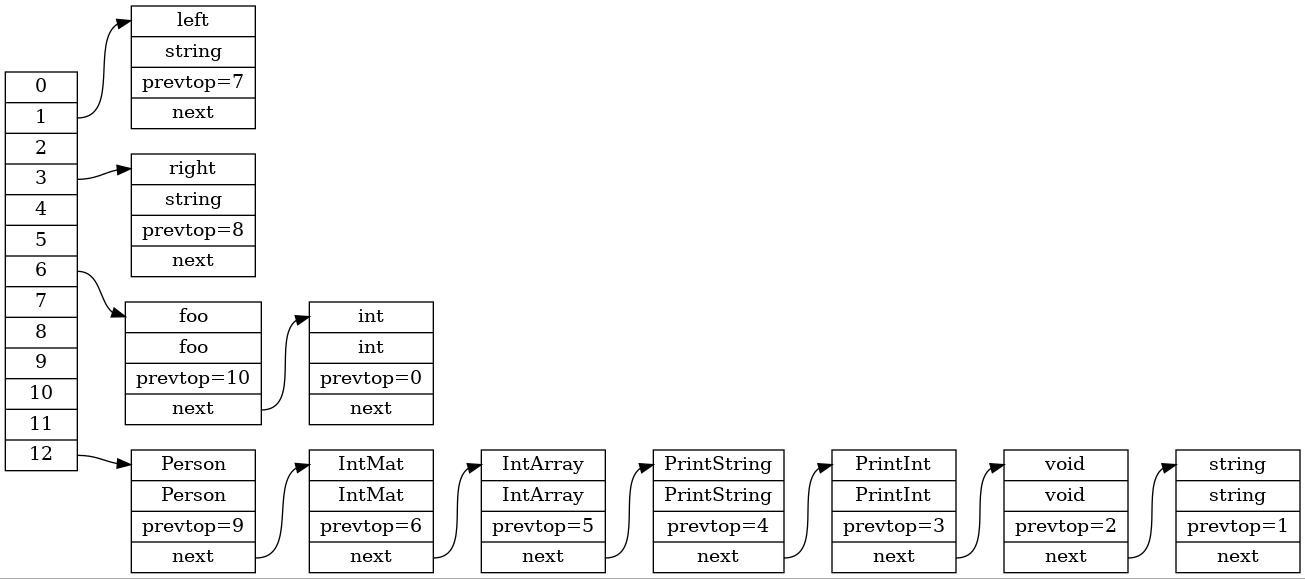 0
1
2
3
4
5
6
7
8
9
10
11
12
left
string
prevtop=7
next
right
string
prevtop=8
next
foo
foo
prevtop=10
next
int
int
prevtop=0
next
Person
Person
prevtop=9
next
IntMat
IntMat
prevtop=6
next
IntArray
IntArray
prevtop=5
next
PrintString
PrintString
prevtop=4
next
PrintInt
PrintInt
prevtop=3
next
void
void
prevtop=2
next
string
string
prevtop=1
next